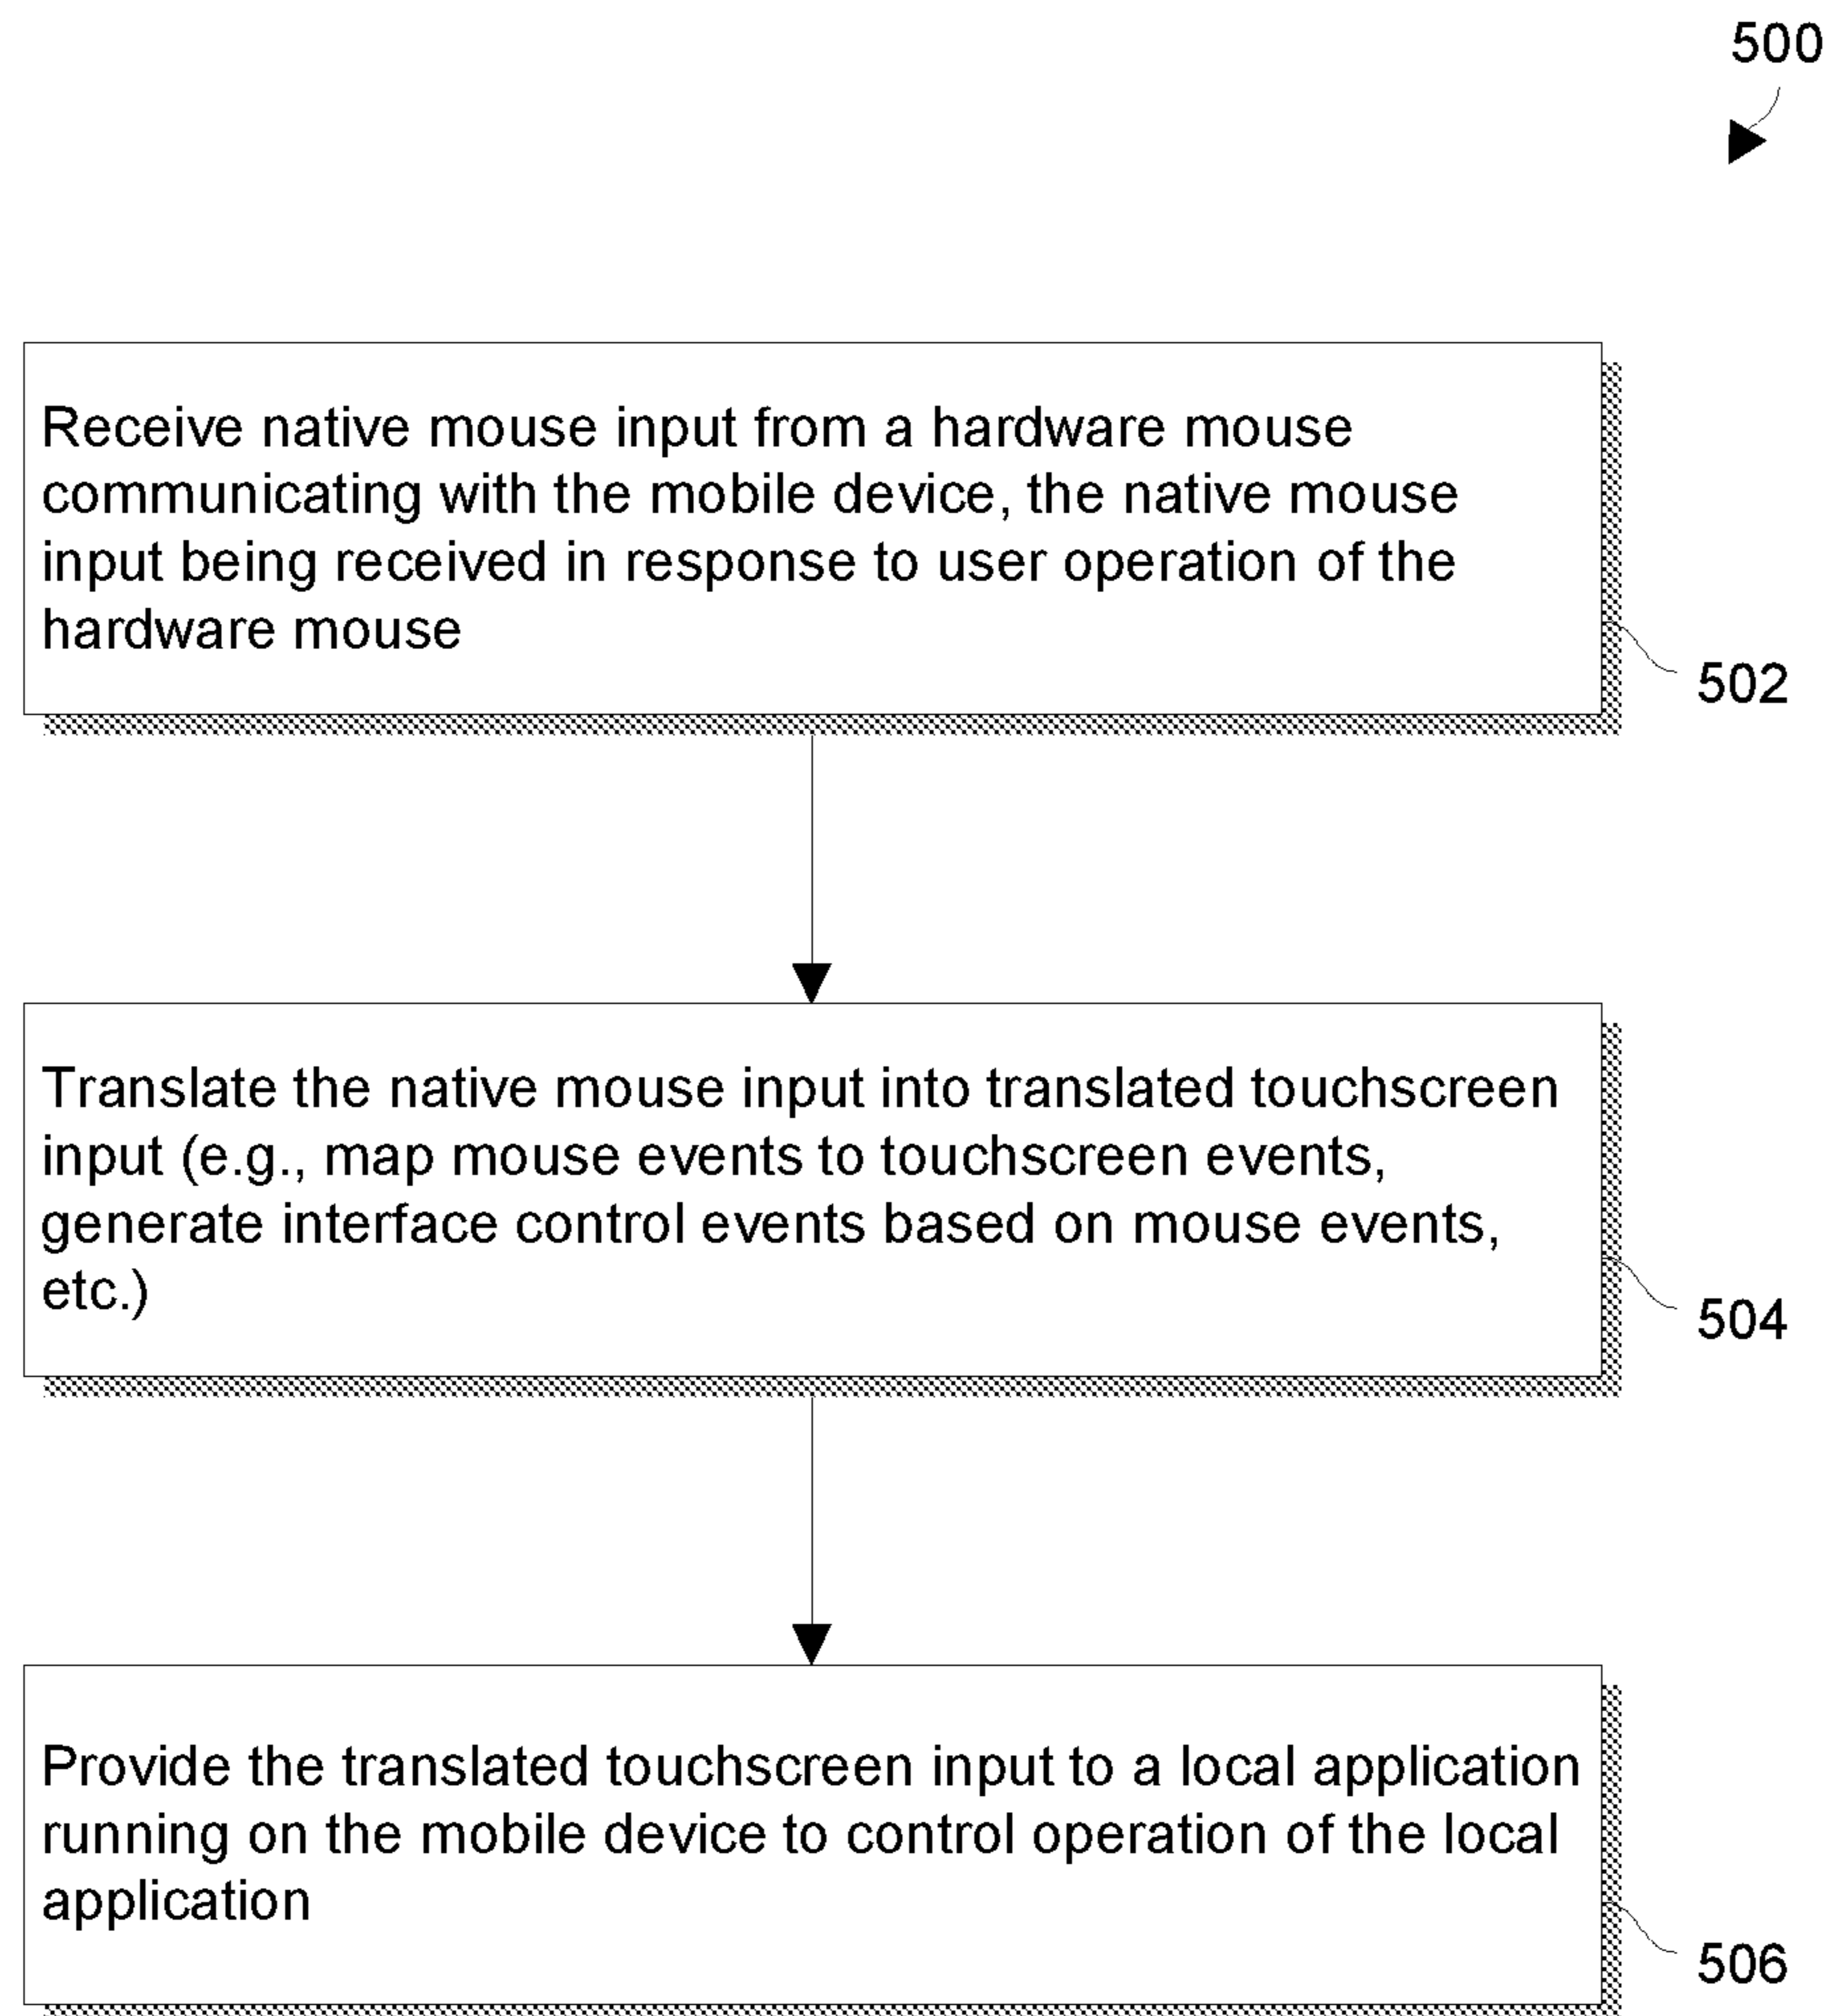 500
Receive native mouse input from a hardware mouse
communicating with the mobile device, the native mouse
input being received in response to user operation of the
hardware mouse
502
Translate the native mouse input into translated touchscreen
input (e.g., map mouse events to touchscreen events,
generate interface control events based on mouse events,
etc.)
504
Provide the translated touchscreen input to a local application
running on the mobile device to control operation of the local
application
506